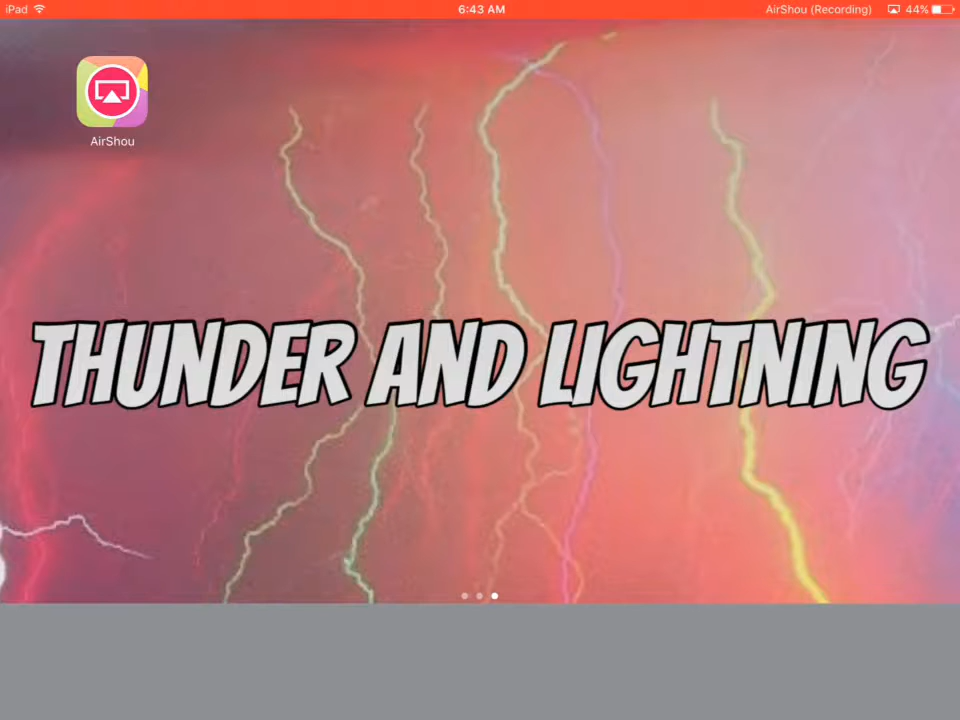 iPad 6:43 AM AirShou (Recording) 44%
AirShou
THUNDER AND LIGHTNING